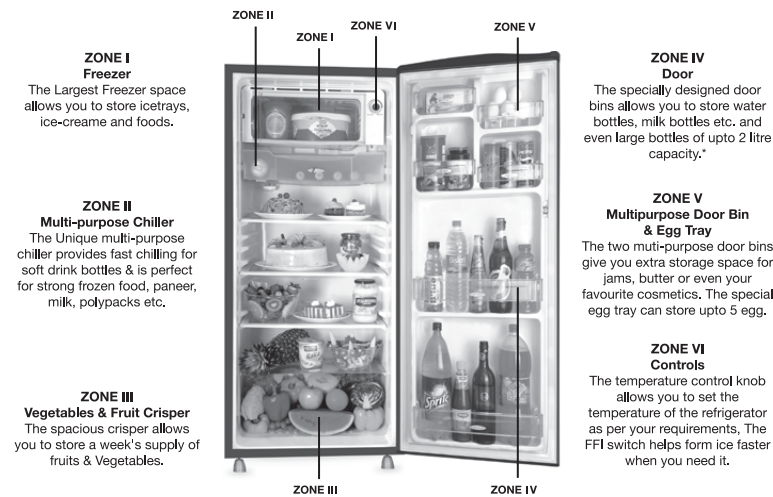 ZONE II
ZONE VI
ZONE I
ZONE V
ZONE I
Freezer
The Largest Freezer space
allows you to store icetrays,
ice-creame and foods.
ZONE II
Multi-purpose Chiller
The Unique multi-purpose
chiller provides fast chilling for
soft drink bottles & is perfect
for strong frozen food, paneer,
milk, polypacks etc.
ZONE III
Vegetables & Fruit Crisper
The spacious crisper allows
you to store a week's supply of
fruits & Vegetables.
Sprite
ZONE IV
Door
The specially designed door
bins allows you to store water
bottles, milk bottles etc. and
even large bottles of upto 2 litre
capacity.*
ZONE V
Multipurpose Door Bin
& Egg Tray
The two muti-purpose door bins
give you extra storage space for
jams, butter or even your
favourite cosmetics. The special
egg tray can store upto 5 egg.
ZONE VI
Controls
The temperature control knob
allows you to set the
temperature of the refrigerator
as per your requirements, The
FFI switch helps form ice faster
when you need it.
ZONE III
ZONE IV